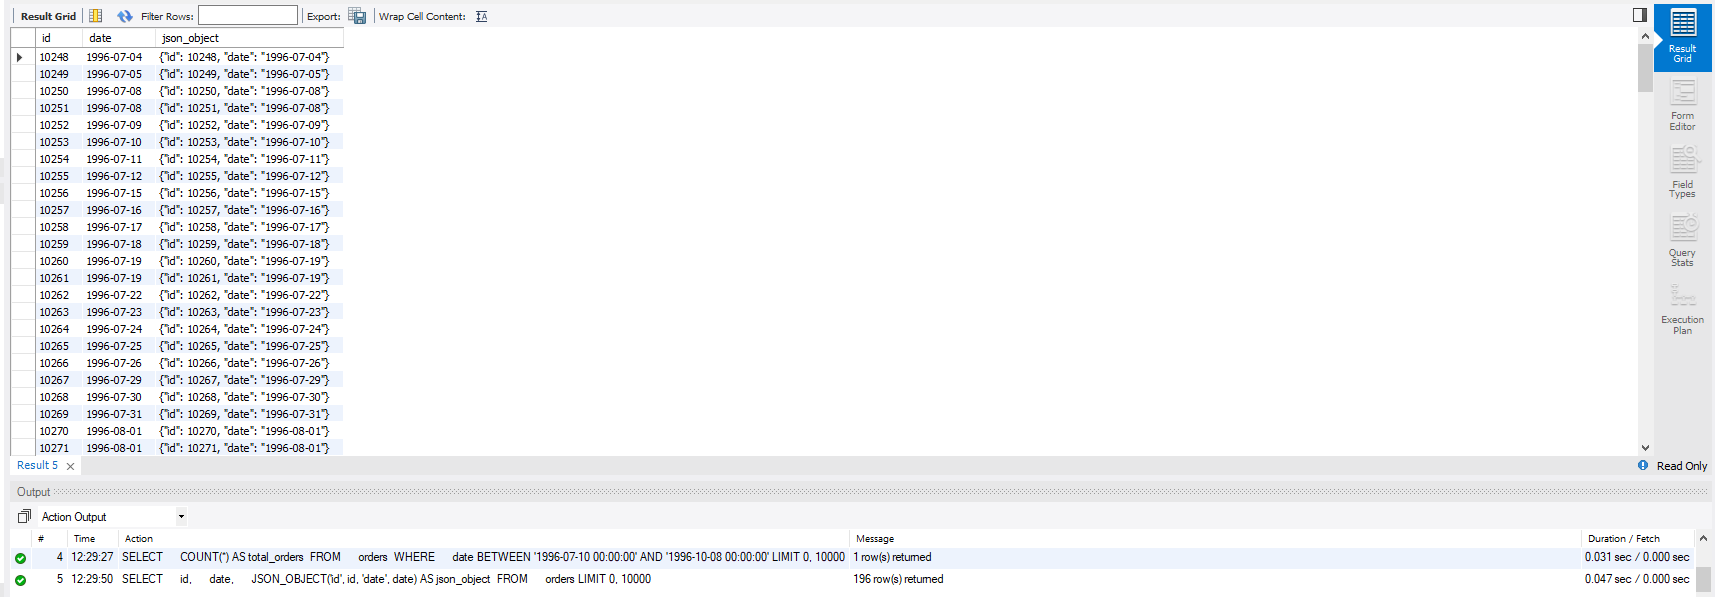 Result Grid Filter Rows: Export: Wrap Cell Content:
id date json_object
10248 1996-07-04 {"id": 10248, "date": "1996-07-04"}
10249 1996-07-05 {"id": 10249, "date": "1996-07-05"}
10250 1996-07-08 {"id": 10250, "date": "1996-07-08"}
10251 1996-07-08 {"id": 10251, "date": "1996-07-08"}
10252 1996-07-09 {"id": 10252, "date": "1996-07-09"}
10253 1996-07-10 {"id": 10253, "date": "1996-07-10"}
10254 1996-07-11 {"id": 10254, "date": "1996-07-11"}
10255 1996-07-12 {"id": 10255, "date": "1996-07-12"}
10256 1996-07-15 {"id": 10256, "date": "1996-07-15"}
10257 1996-07-16 {"id": 10257, "date": "1996-07-16"}
10258 1996-07-17 {"id": 10258, "date": "1996-07-17"}
10259 1996-07-18 {"id": 10259, "date": "1996-07-18"}
10260 1996-07-19 {"id": 10260, "date": "1996-07-19"}
10261 1996-07-19 {"id": 10261, "date": "1996-07-19"}
10262 1996-07-22 {"id": 10262, "date": "1996-07-22"}
10263 1996-07-23 {"id": 10263, "date": "1996-07-23"}
10264 1996-07-24 {"id": 10264, "date": "1996-07-24"}
10265 1996-07-25 {"id": 10265, "date": "1996-07-25"}
10266 1996-07-26 {"id": 10266, "date": "1996-07-26"}
10267 1996-07-29 {"id": 10267, "date": "1996-07-29"}
10268 1996-07-30 {"id": 10268, "date": "1996-07-30"}
10269 1996-07-31 {"id": 10269, "date": "1996-07-31"}
10270 1996-08-01 {"id": 10270, "date": "1996-08-01"}
10271 1996-08-01 {"id": 10271, "date": "1996-08-01"}
Result
Grid
Form
Editor
Field
Types
Query
Stats
Execution
Plan
Result 5 Read Only
Output
Action Output
# Time Action Message Duration / Fetch
4 12:29:27 SELECT COUNT(*) AS total_orders FROM orders WHERE date BETWEEN '1996-07-10 00:00:00' AND '1996-10-08 00:00:00' LIMIT 0, 10000 1 row(s) returned 0.031 sec / 0.000 sec
5 12:29:50 SELECT id, date, JSON_OBJECT('id', id, 'date', date) AS json_object FROM orders LIMIT 0, 10000 196 row(s) returned 0.047 sec / 0.000 sec